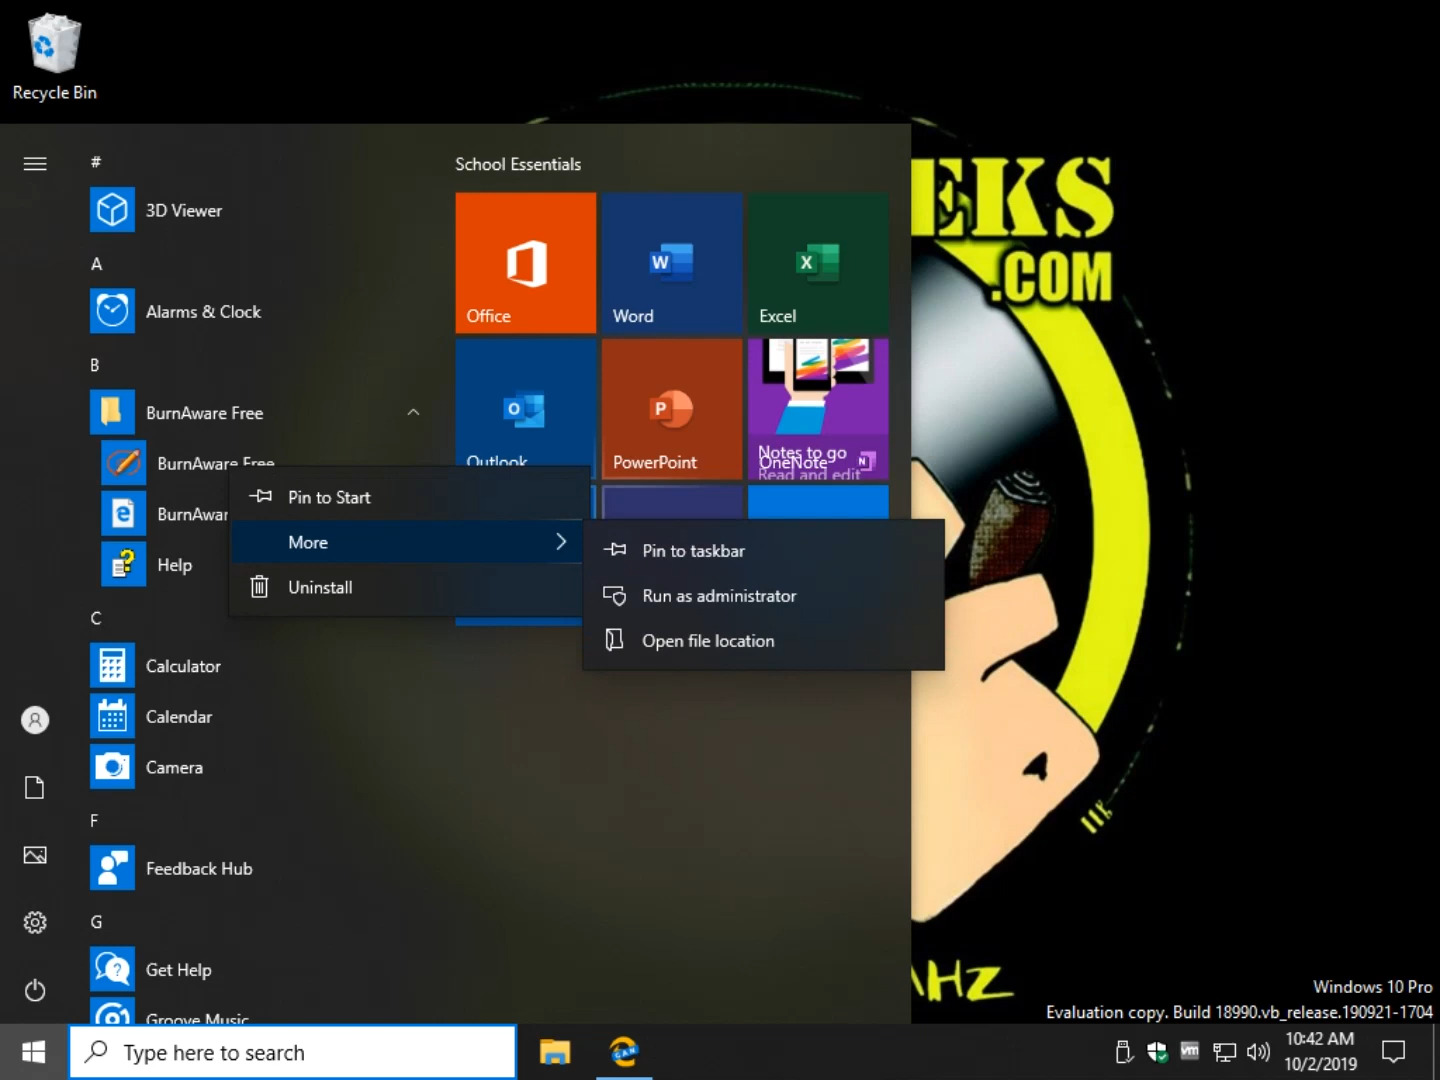 Recycle Bin
#
3D Viewer
A
Alarms & Clock
B
BurnAware Free
BurnAware Free
BurnAwar
Help
C
Calculator
Calendar
Camera
F
Feedback Hub
G
Get Help
Groove Music
School Essentials
Office
W
Word
X
Excel
O
Outlook
P
PowerPoint
Notes to go
OneNote
N
Read and edit
Pin to Start
More
Uninstall
Pin to taskbar
Run as administrator
Open file location
EKS
.COM
AHZ
Windows 10 Pro
Evaluation copy. Build 18990.vb_release.190921-1704
Type here to search
CAN
vm
10:42 AM
10/2/2019